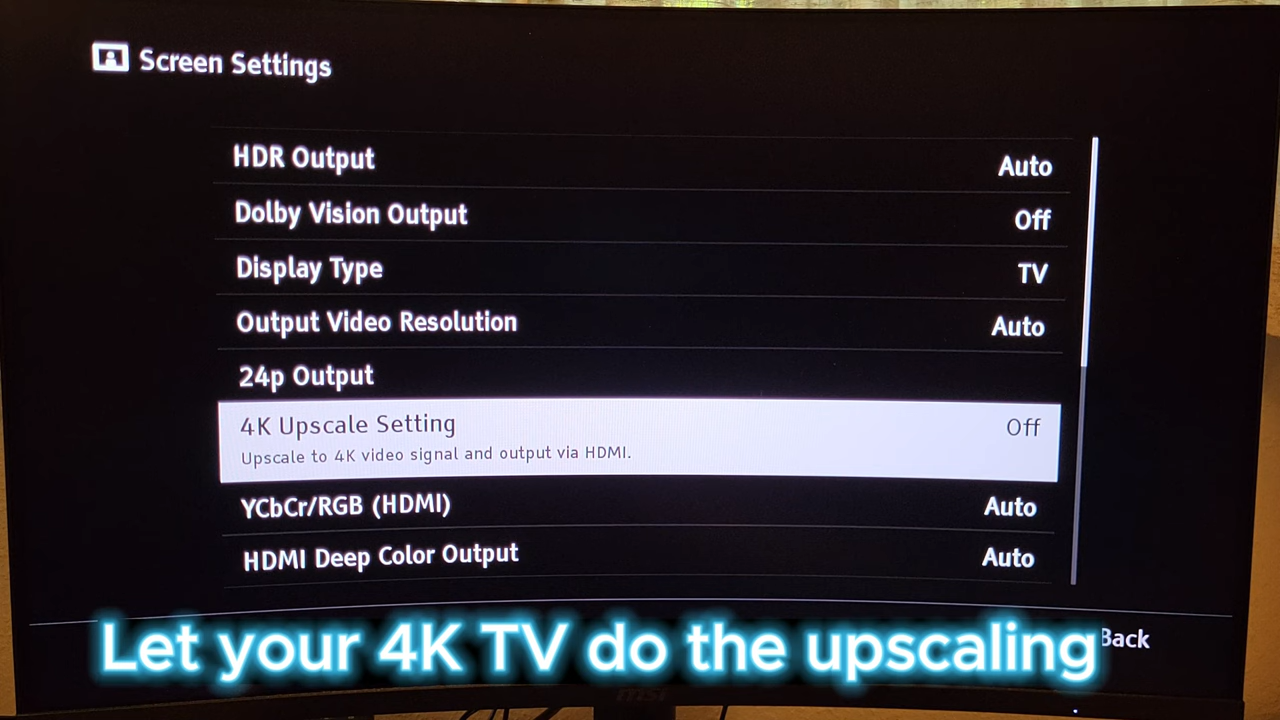 Screen Settings
HDR Output Auto
Dolby Vision Output Off
Display Type TV
Output Video Resolution Auto
24p Output
4K Upscale Setting Off
Upscale to 4K video signal and output via HDMI.
YCbCr/RGB (HDMI) Auto
HDMI Deep Color Output Auto
Back
Let your 4K TV do the upscaling
msi